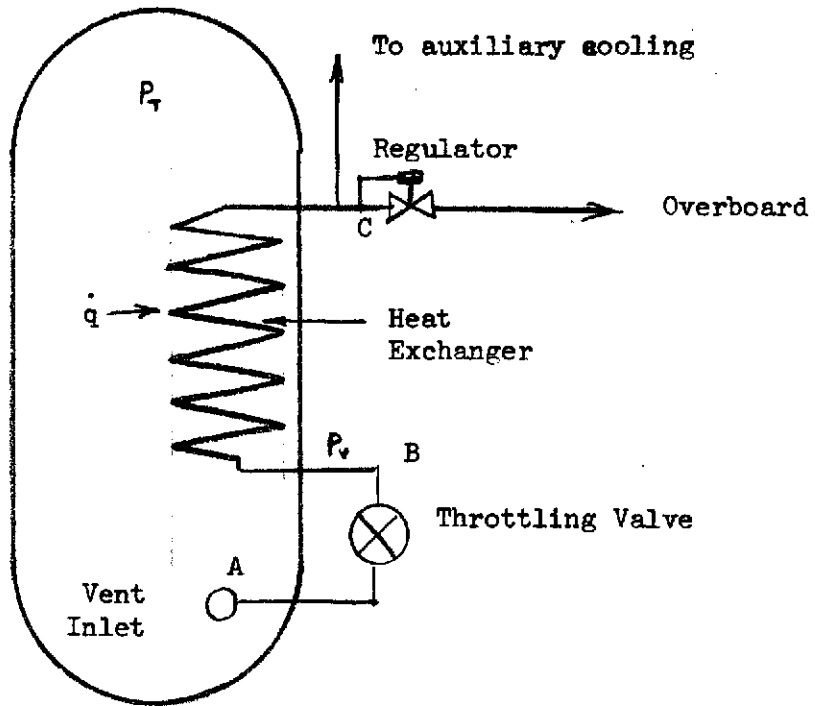 To auxiliary cooling
P_T
Regulator
Overboard
C
q̇
Heat
Exchanger
P_v
B
Throttling Valve
A
Vent
Inlet